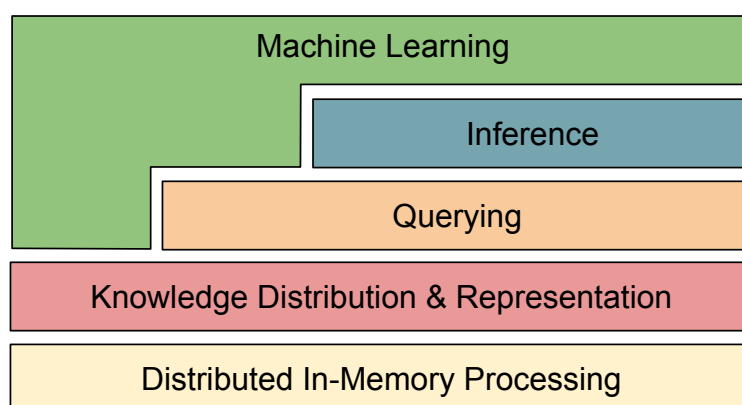 Machine Learning
Inference
Querying
Knowledge Distribution & Representation
Distributed In-Memory Processing